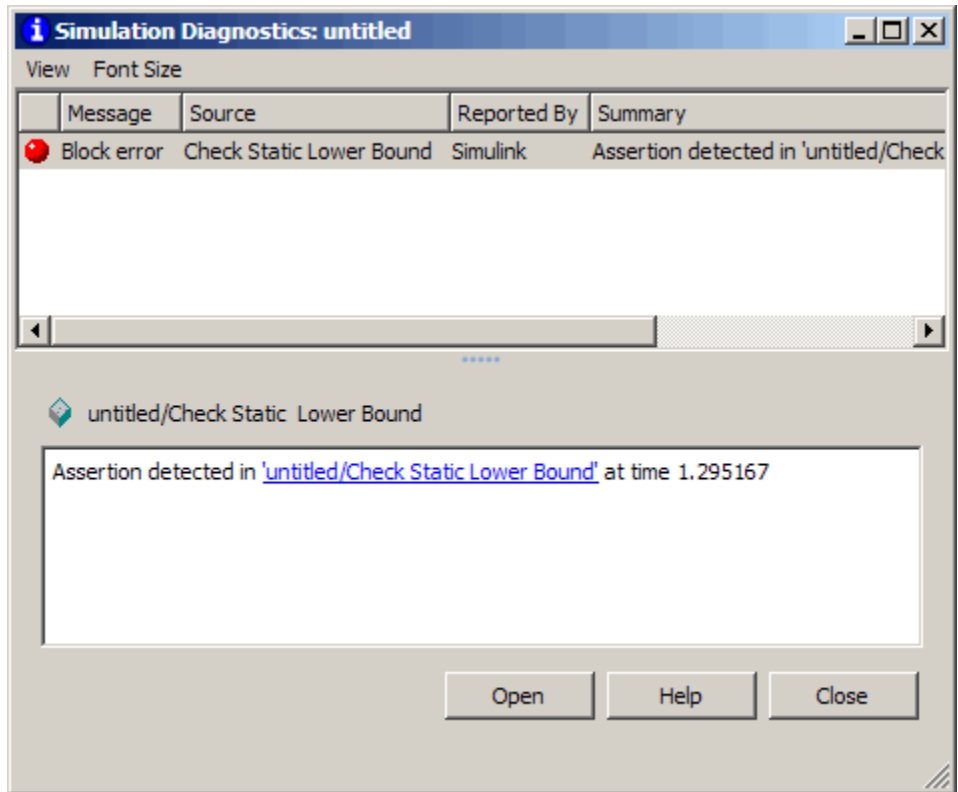 Simulation Diagnostics: untitled
View Font Size
Message Source Reported By Summary
Block error Check Static Lower Bound Simulink Assertion detected in 'untitled/Check
untitled/Check Static Lower Bound
Assertion detected in 'untitled/Check Static Lower Bound' at time 1.295167
Open Help Close